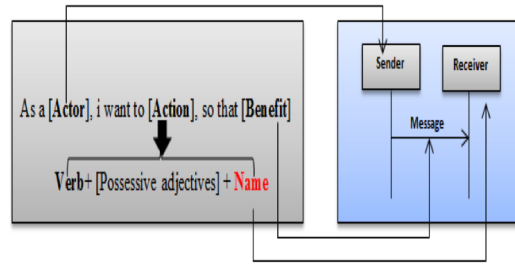 As a [Actor], i want to [Action], so that [Benefit]
Verb+ [Possessive adjectives] + Name
Sender
Receiver
Message